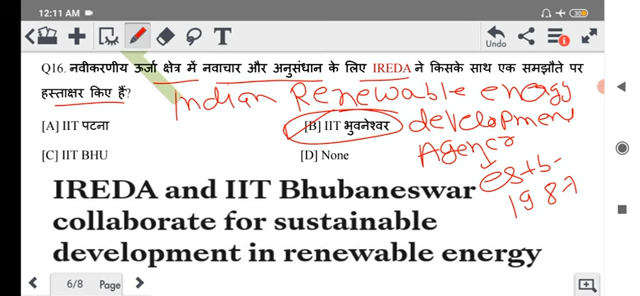 12:11 AM
30
Undo
Q16. नवीकरणीय ऊर्जा क्षेत्र में नवाचार और अनुसंधान के लिए IREDA ने किसके साथ एक समझौते पर
हस्ताक्षर किए हैं?
Indian Renewable energy
[A] IIT पटना
[B] IIT भुवनेश्वर
development
[C] IIT BHU
[D] None
Agency
estb-
1987
IREDA and IIT Bhubaneswar
collaborate for sustainable
development in renewable energy
6/8 Page